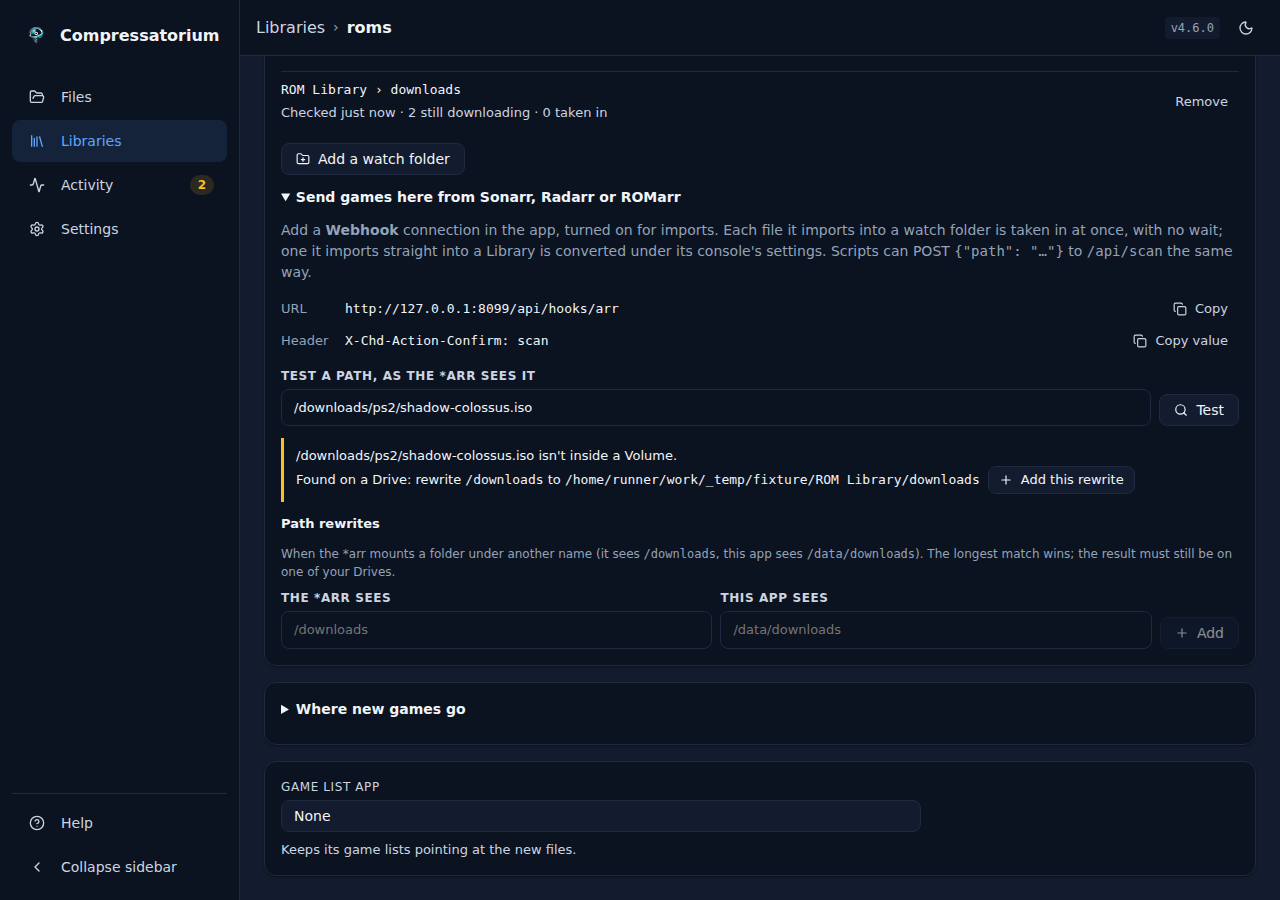 Compressatorium
Files
Libraries
Activity
2
Settings
Help
Collapse sidebar
Libraries › roms
v4.6.0
ROM Library › downloads
Checked just now · 2 still downloading · 0 taken in
Remove
Add a watch folder
Send games here from Sonarr, Radarr or ROMarr
Add a Webhook connection in the app, turned on for imports. Each file it imports into a watch folder is taken in at once, with no wait;
one it imports straight into a Library is converted under its console's settings. Scripts can POST {"path": "…"} to /api/scan the same
way.
URL http://127.0.0.1:8099/api/hooks/arr Copy
Header X-Chd-Action-Confirm: scan Copy value
TEST A PATH, AS THE *ARR SEES IT
/downloads/ps2/shadow-colossus.iso
Test
/downloads/ps2/shadow-colossus.iso isn't inside a Volume.
Found on a Drive: rewrite /downloads to /home/runner/work/_temp/fixture/ROM Library/downloads Add this rewrite
Path rewrites
When the *arr mounts a folder under another name (it sees /downloads, this app sees /data/downloads). The longest match wins; the result must still be on
one of your Drives.
THE *ARR SEES THIS APP SEES
/downloads /data/downloads Add
Where new games go
GAME LIST APP
None
Keeps its game lists pointing at the new files.